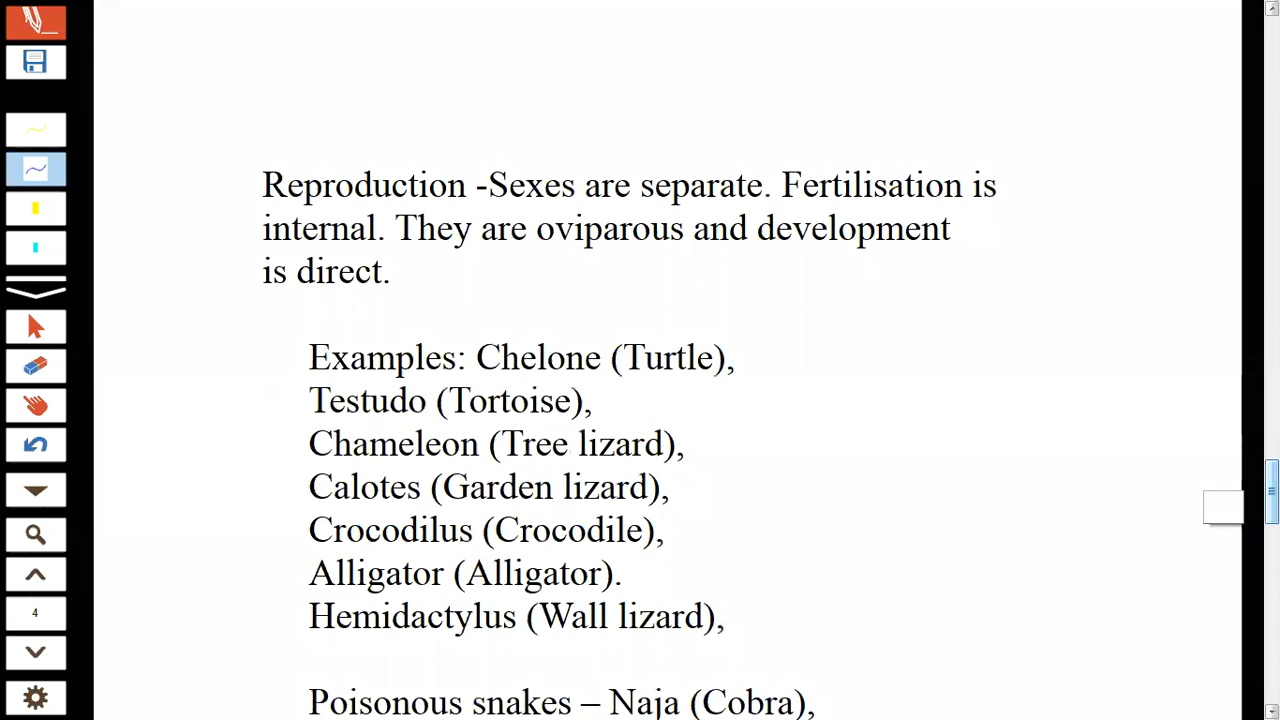 Reproduction -Sexes are separate. Fertilisation is
internal. They are oviparous and development
is direct.
Examples: Chelone (Turtle),
Testudo (Tortoise),
Chameleon (Tree lizard),
Calotes (Garden lizard),
Crocodilus (Crocodile),
Alligator (Alligator).
4
Hemidactylus (Wall lizard),
Poisonous snakes – Naja (Cobra),